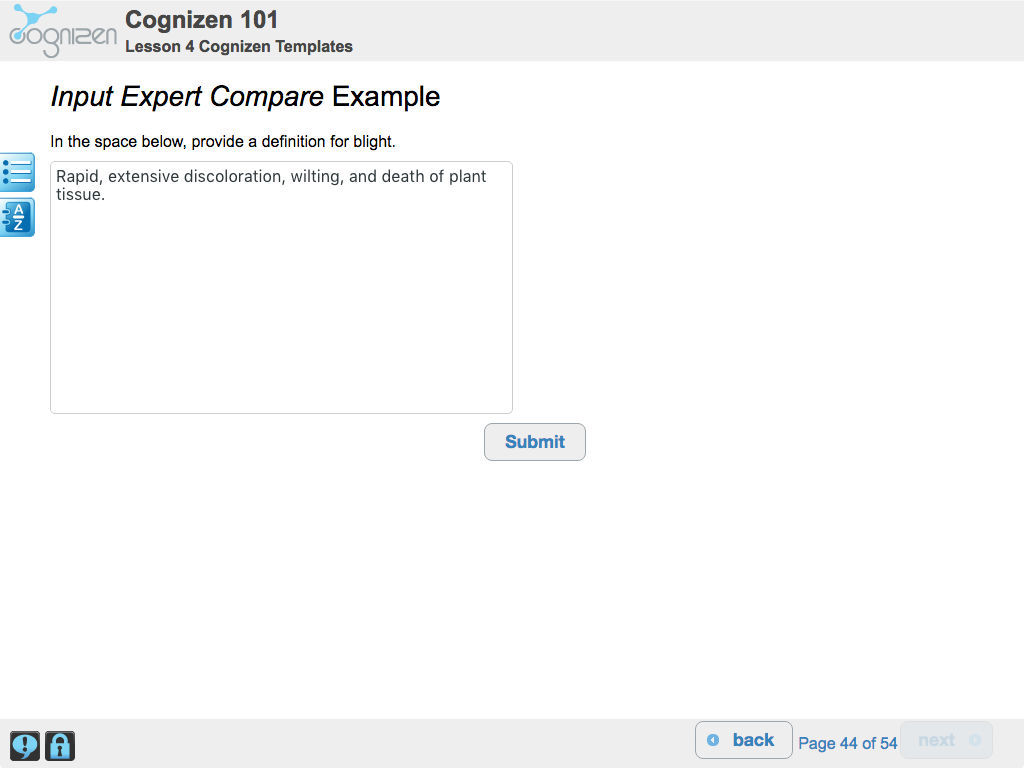 cognizen
Cognizen 101
Lesson 4 Cognizen Templates
Input Expert Compare Example
In the space below, provide a definition for blight.
Rapid, extensive discoloration, wilting, and death of plant
tissue.
A
Z
Submit
back
Page 44 of 54
next